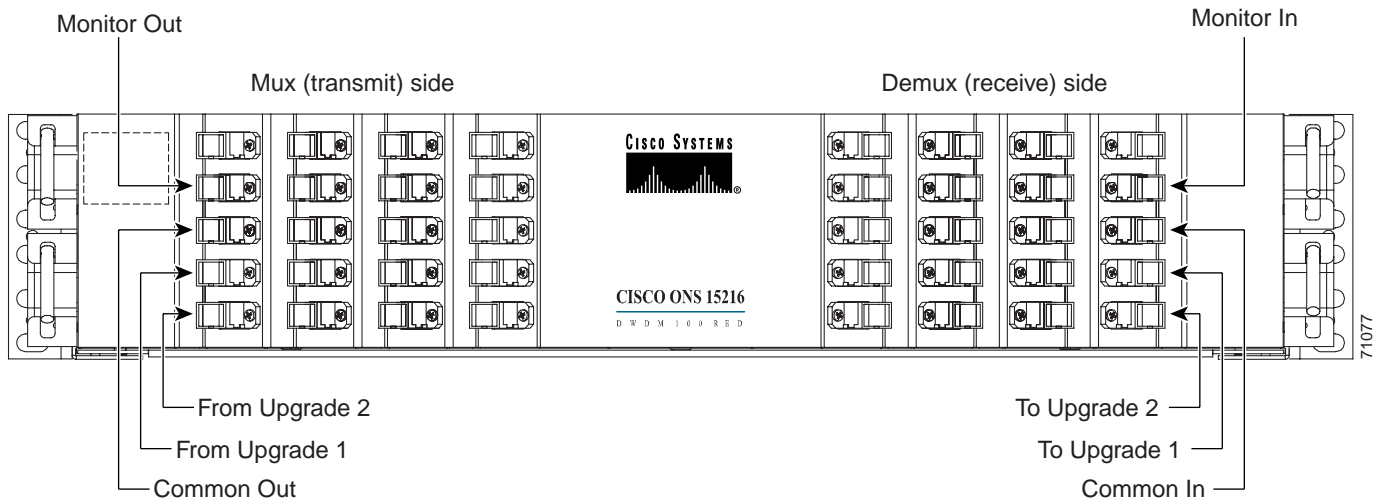 Monitor Out
Monitor In
Mux (transmit) side
Demux (receive) side
CISCO SYSTEMS
®
CISCO ONS 15216
DWDM 100 RED
71077
From Upgrade 2
To Upgrade 2
From Upgrade 1
To Upgrade 1
Common Out
Common In